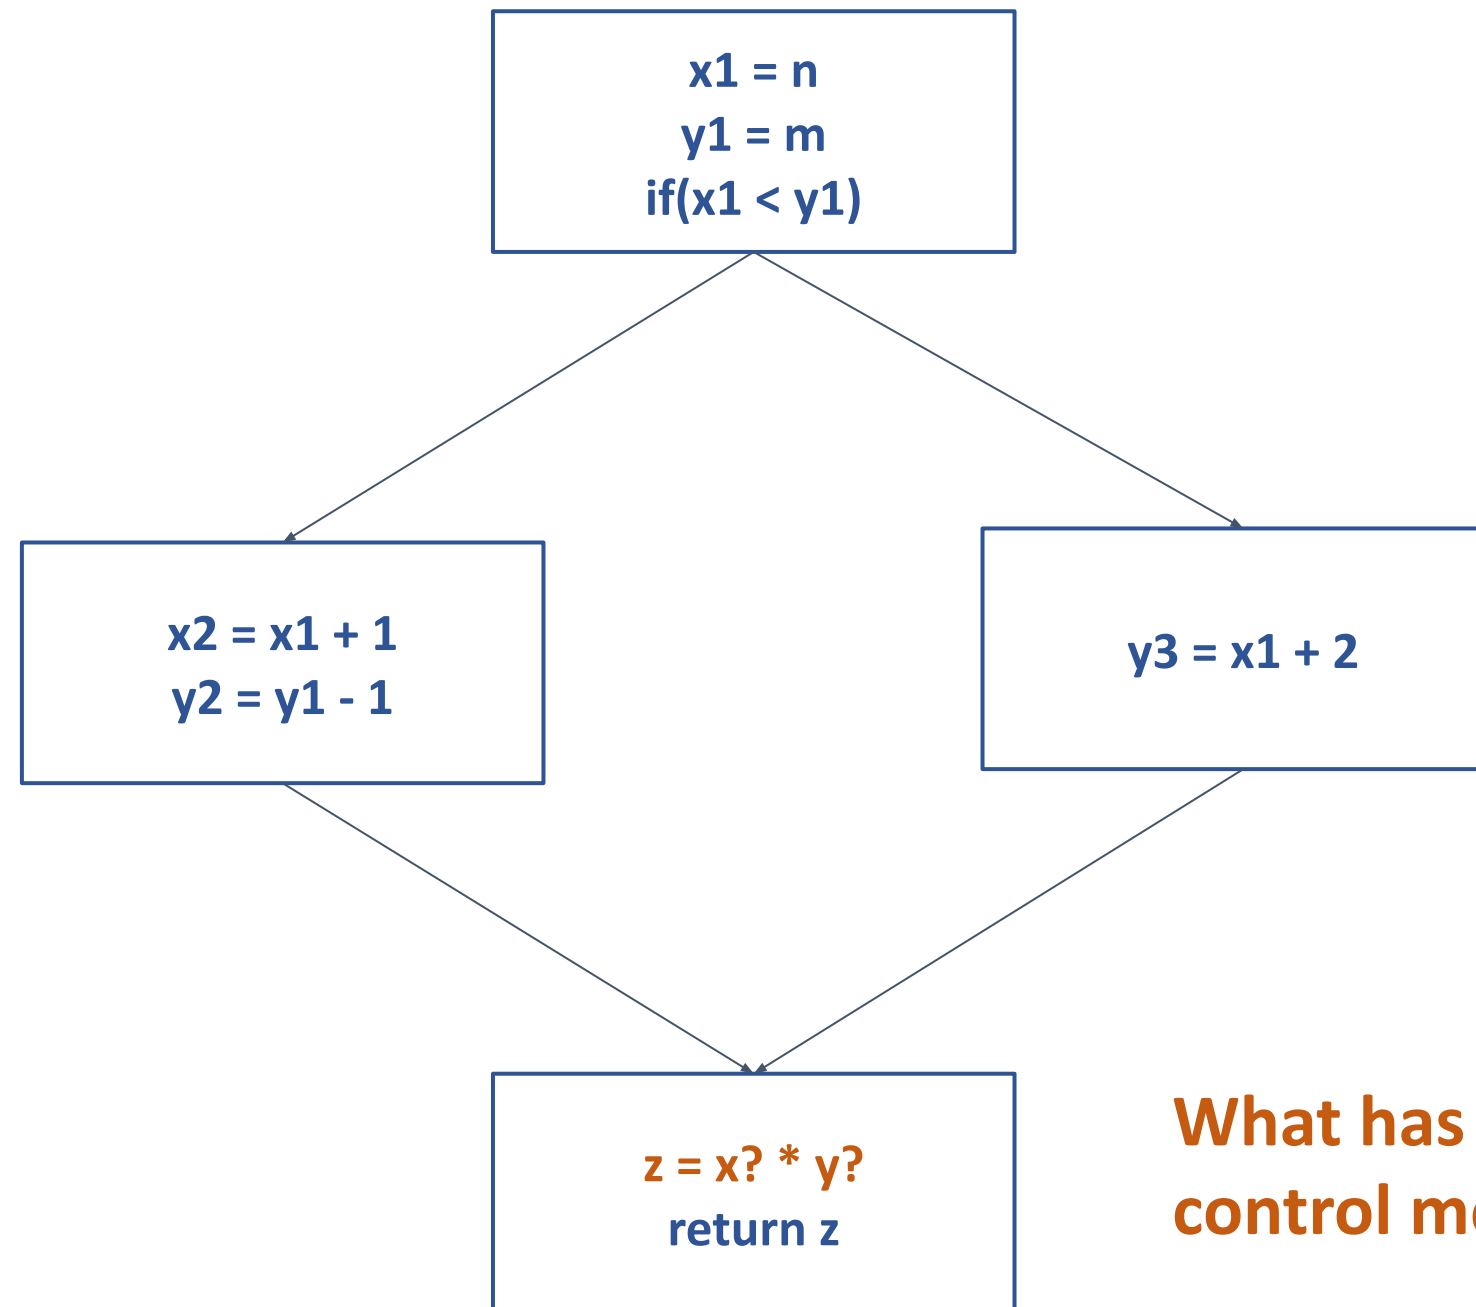 x1 = n
y1 = m
if(x1 < y1)
x2 = x1 + 1
y2 = y1 - 1
y3 = x1 + 2
z = x? * y?
return z
What has
control